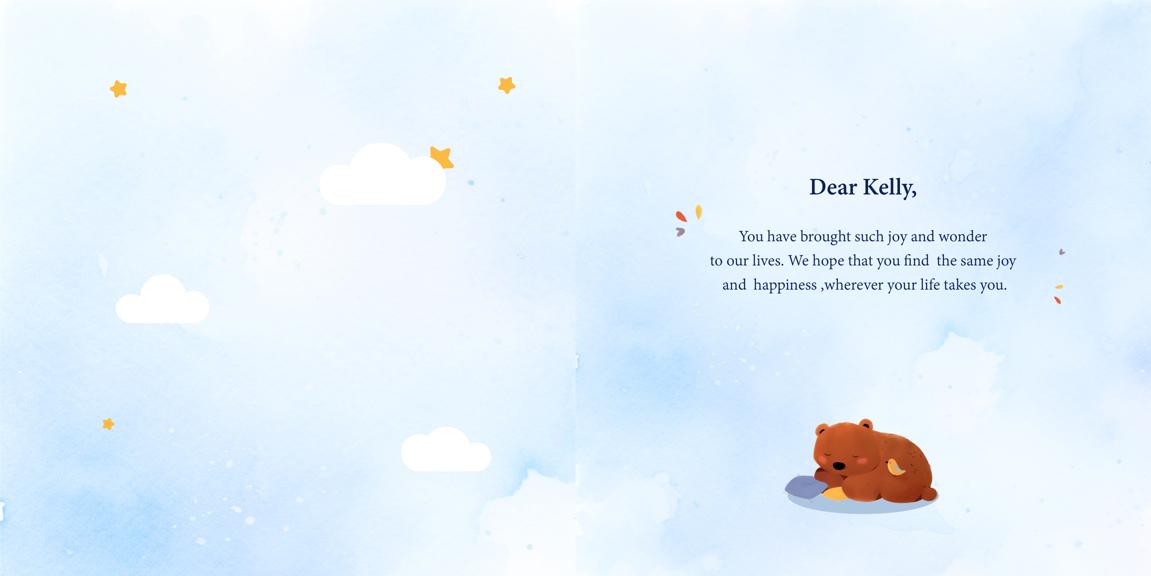 Dear Kelly,
You have brought such joy and wonder
to our lives. We hope that you find  the same joy
and  happiness ,wherever your life takes you.